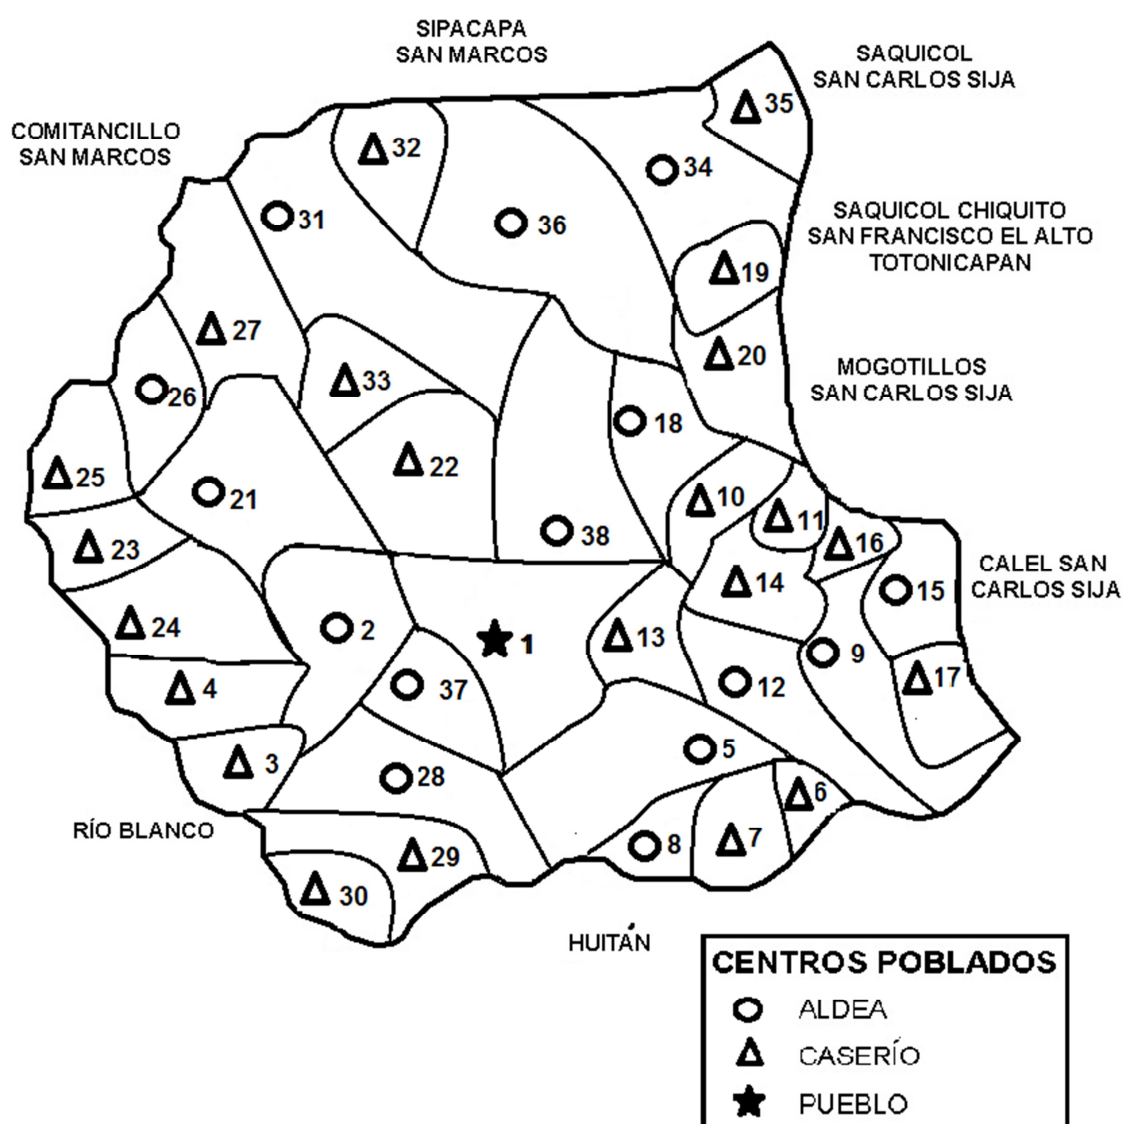 SIPACAPA
SAN MARCOS
SAQUICOL
SAN CARLOS SIJA
COMITANCILLO
SAN MARCOS
35
32
34
31
36
SAQUICOL CHIQUITO
SAN FRANCISCO EL ALTO
TOTONICAPAN
19
27
20
MOGOTILLOS
SAN CARLOS SIJA
33
26
18
22
25
21
10
11
38
16
23
CALEL SAN
CARLOS SIJA
14
15
24
2
1
13
9
4
37
12
17
5
3
28
6
RÍO BLANCO
8
7
29
30
HUITÁN
CENTROS POBLADOS
ALDEA
CASERÍO
PUEBLO